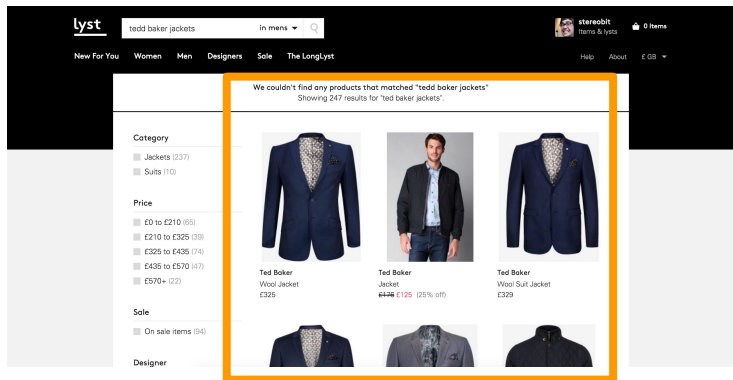 lyst
tedd baker jackets
in mens
stereobit
Items & lysts
0 Items
New For You
Women
Men
Designers
Sale
The LongLyst
Help
About
£ GB
We couldn't find any products that matched "tedd baker jackets"
Showing 247 results for "ted baker jackets".
Category
Jackets (237)
Suits (10)
Price
£0 to £210 (65)
£210 to £325 (39)
£325 to £435 (74)
£435 to £570 (47)
£570+ (22)
Sale
On sale items (94)
Designer
Ted Baker
Wool Jacket
£325
Ted Baker
Jacket
£176 £125 (25% off)
Ted Baker
Wool Suit Jacket
£329